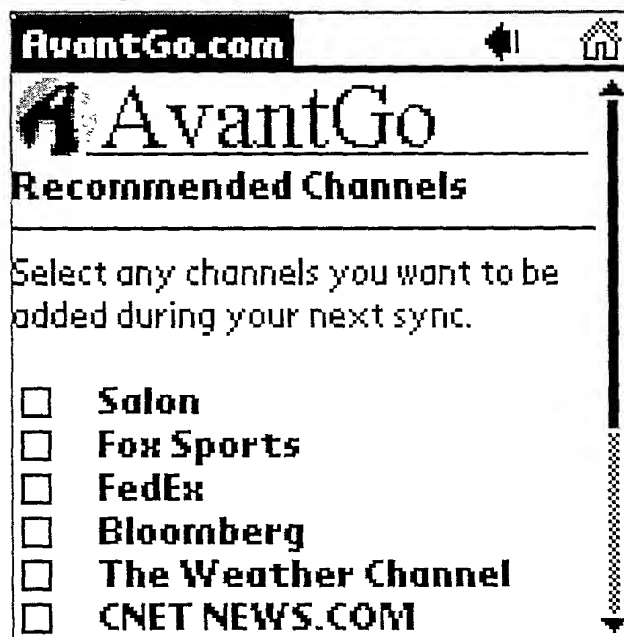 AvantGo.com
AvantGo
Recommended Channels
Select any channels you want to be
added during your next sync.
Salon
Fox Sports
FedEx
Bloomberg
The Weather Channel
CNET NEWS.COM